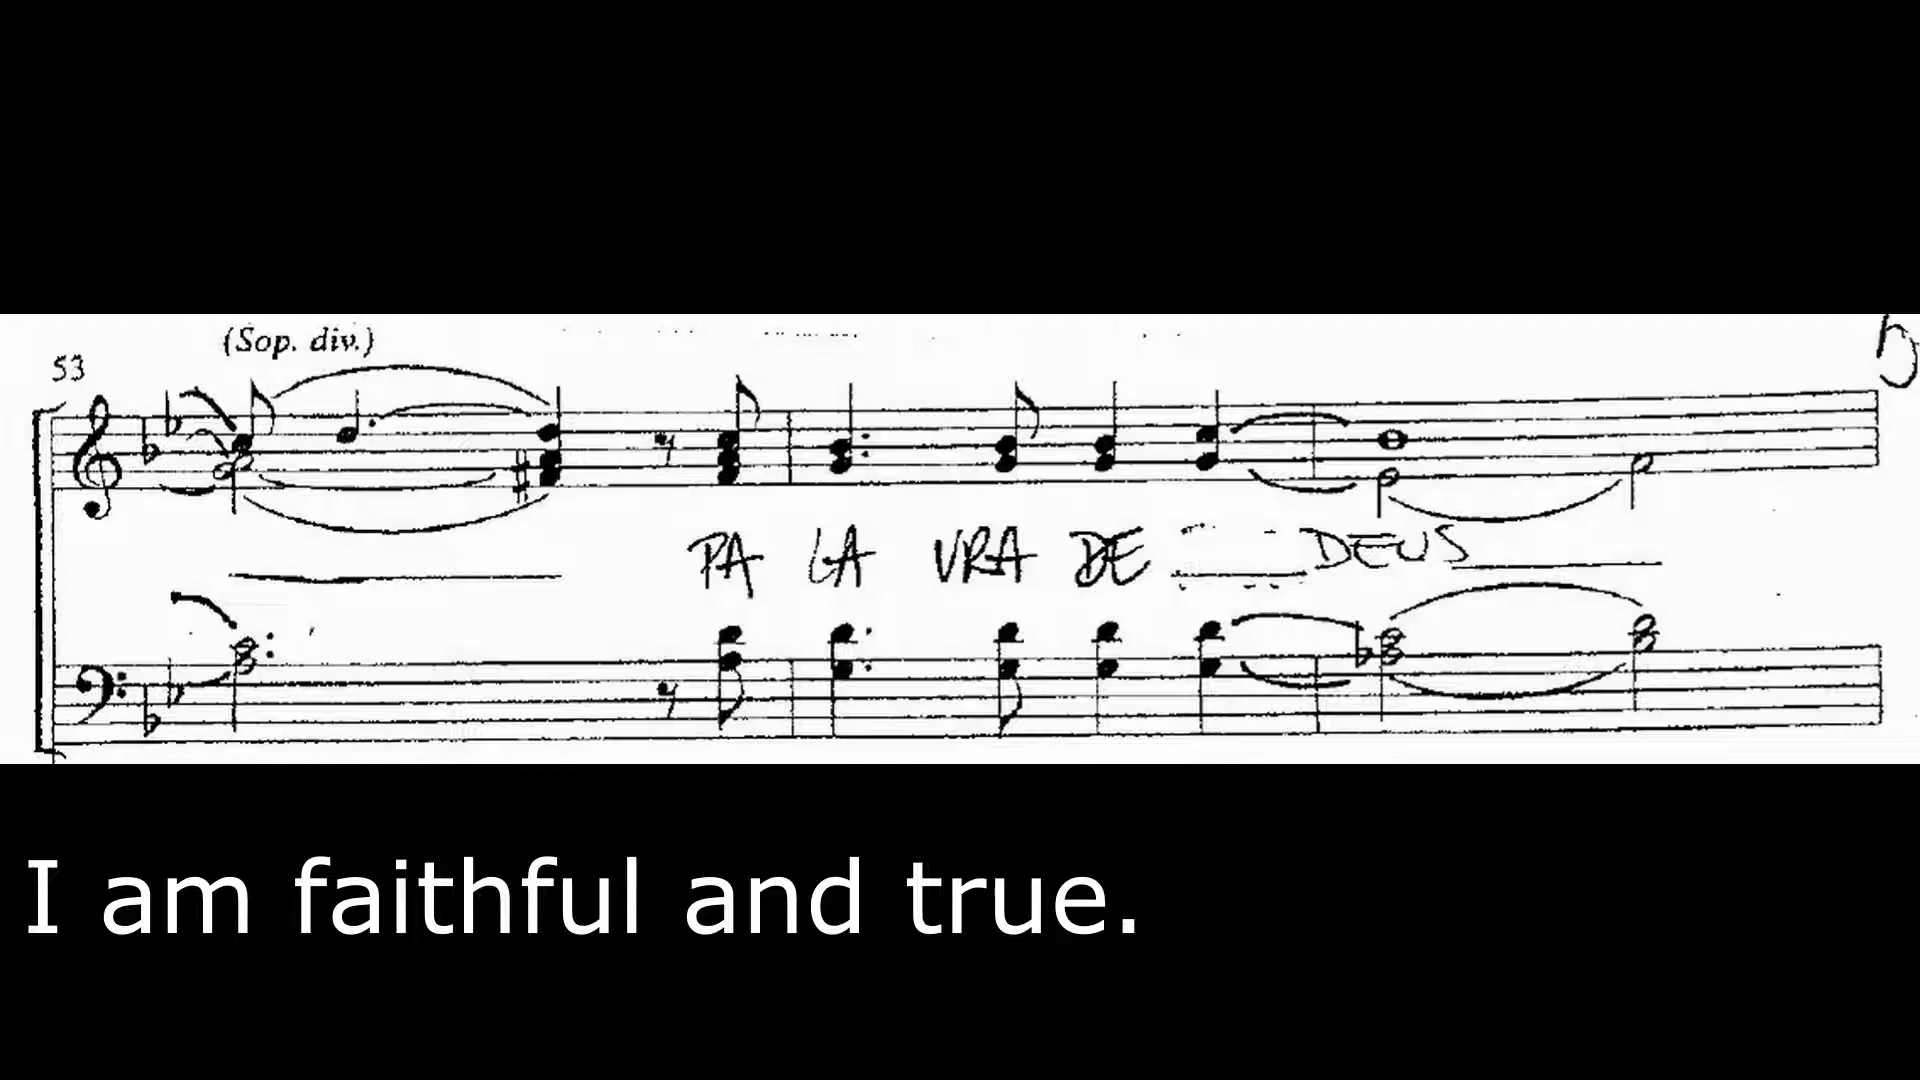 (Sop. div.)
53
PA LA VRA DE DEUS
I am faithful and true.